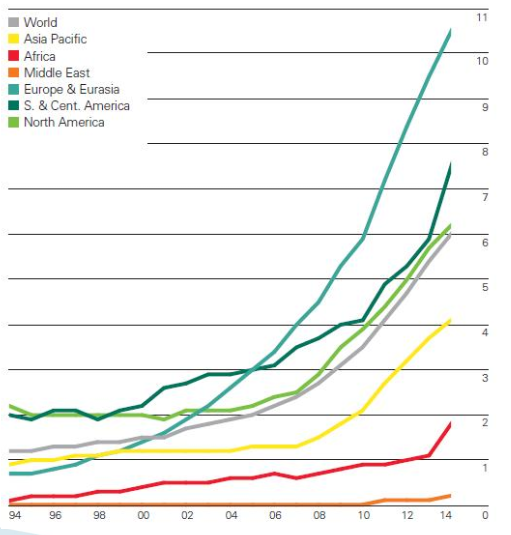 World
Asia Pacific
Africa
Middle East
Europe & Eurasia
S. & Cent. America
North America
11
10
9
8
7
6
5
4
3
2
1
0
94 96 98 00 02 04 06 08 10 12 14